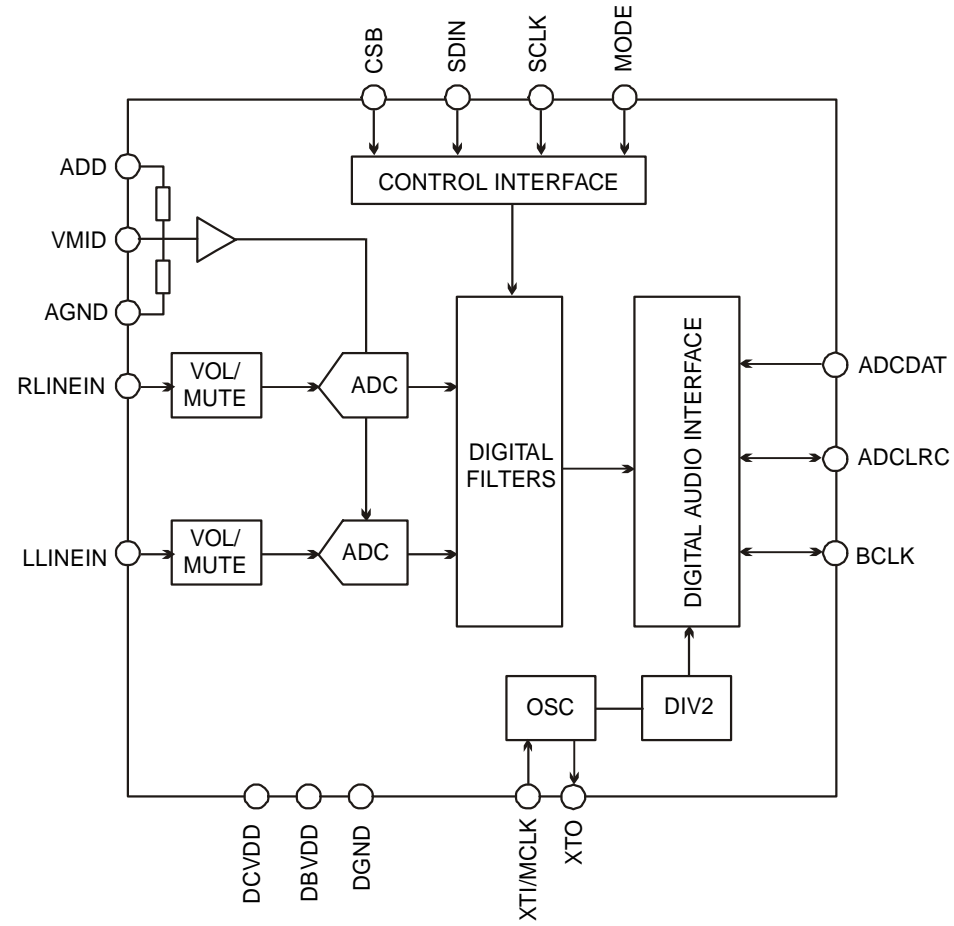 CSB
SDIN
SCLK
MODE
ADD
CONTROL INTERFACE
VMID
AGND
RLINEIN
VOL/
MUTE
ADC
DIGITAL
FILTERS
DIGITAL AUDIO INTERFACE
ADCDAT
ADCLRC
LLINEIN
VOL/
MUTE
ADC
BCLK
OSC
DIV2
DCVDD
DBVDD
DGND
XTI/MCLK
XTO